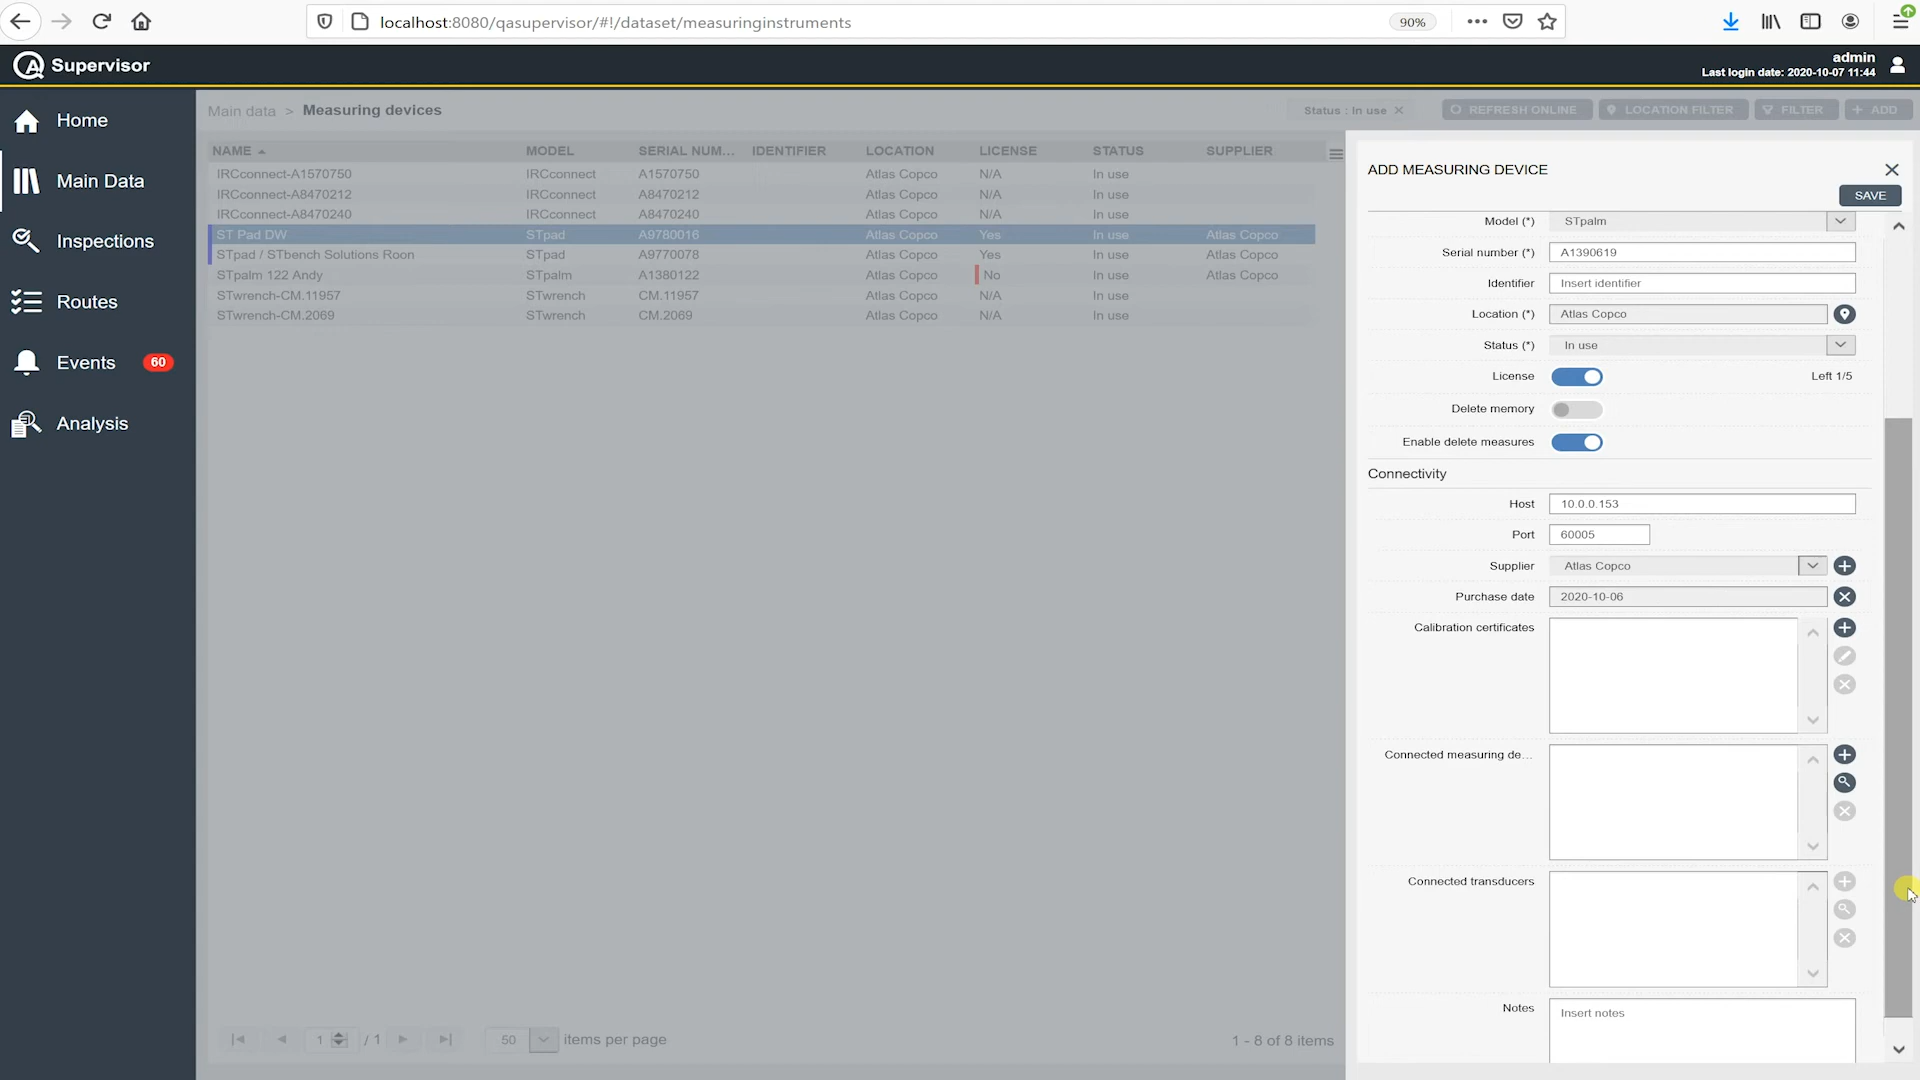 localhost:8080/qasupervisor/#!/dataset/measuringinstruments
90%
QA Supervisor
admin
Last login date: 2020-10-07 11:44
Home
Main Data
Inspections
Routes
Events 60
Analysis
Main data > Measuring devices
Status : In use
REFRESH ONLINE
LOCATION FILTER
FILTER
+ ADD
NAME MODEL SERIAL NUM... IDENTIFIER LOCATION LICENSE STATUS SUPPLIER
IRCconnect-A1570750 IRCconnect A1570750 Atlas Copco N/A In use
IRCconnect-A8470212 IRCconnect A8470212 Atlas Copco N/A In use
IRCconnect-A8470240 IRCconnect A8470240 Atlas Copco N/A In use
ST Pad DW STpad A9780016 Atlas Copco Yes In use Atlas Copco
STpad / STbench Solutions Roon STpad A9770078 Atlas Copco Yes In use Atlas Copco
STpalm 122 Andy STpalm A1380122 Atlas Copco No In use Atlas Copco
STwrench-CM.11957 STwrench CM.11957 Atlas Copco N/A In use
STwrench-CM.2069 STwrench CM.2069 Atlas Copco N/A In use
1 / 1 50 items per page
1 - 8 of 8 items
ADD MEASURING DEVICE
SAVE
Model (*) STpalm
Serial number (*) A1390619
Identifier Insert identifier
Location (*) Atlas Copco
Status (*) In use
License Left 1/5
Delete memory
Enable delete measures
Connectivity
Host 10.0.0.153
Port 60005
Supplier Atlas Copco
Purchase date 2020-10-06
Calibration certificates
Connected measuring de...
Connected transducers
Notes Insert notes